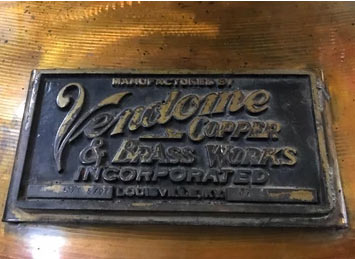 MANUFACTURED BY
Vendome
COPPER
& BRASS WORKS
INCORPORATED
LOUISVILLE, KY.